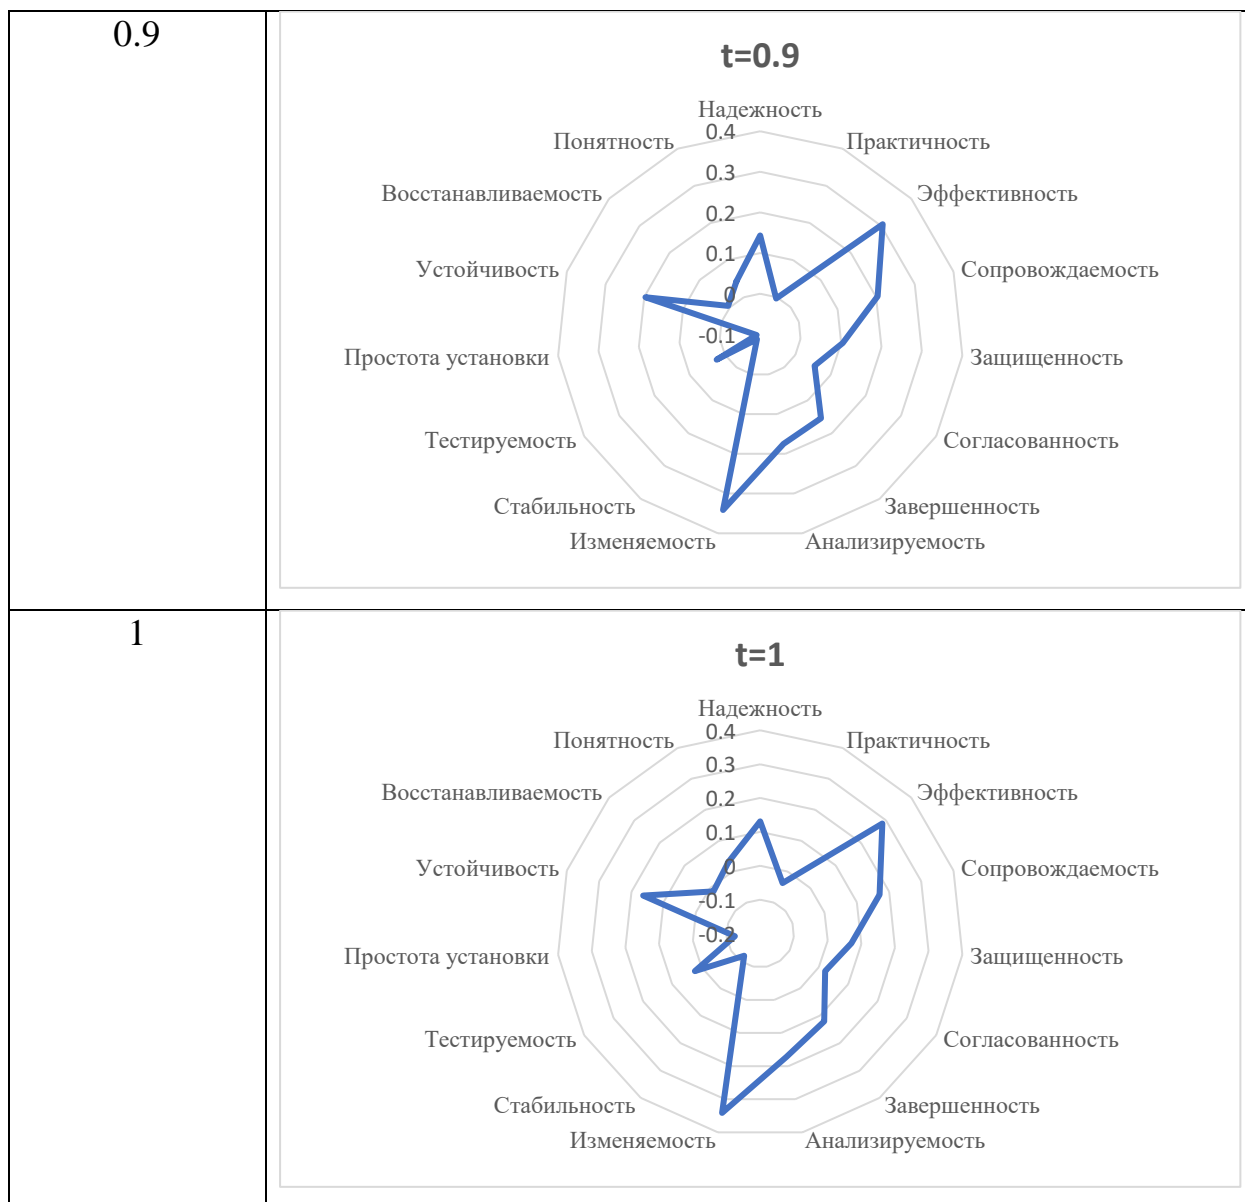 0.9
t=0.9
Надежность
Понятность
0.4
Практичность
0.3
Восстанавливаемость
Эффективность
0.2
0.1
Устойчивость
Сопровождаемость
0
-0.1
Простота установки
Защищенность
Тестируемость
Согласованность
Стабильность
Завершенность
Изменяемость
Анализируемость
1
t=1
Надежность
Понятность
0.4
Практичность
0.3
Восстанавливаемость
Эффективность
0.2
0.1
Устойчивость
0
Сопровождаемость
-0.1
-0.2
Простота установки
Защищенность
Тестируемость
Согласованность
Стабильность
Завершенность
Изменяемость
Анализируемость